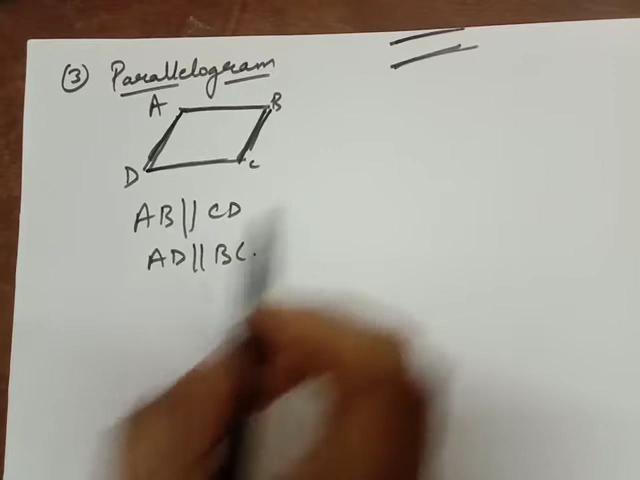 (3) Parallelogram
A B
D C
AB || CD
AD || BC.